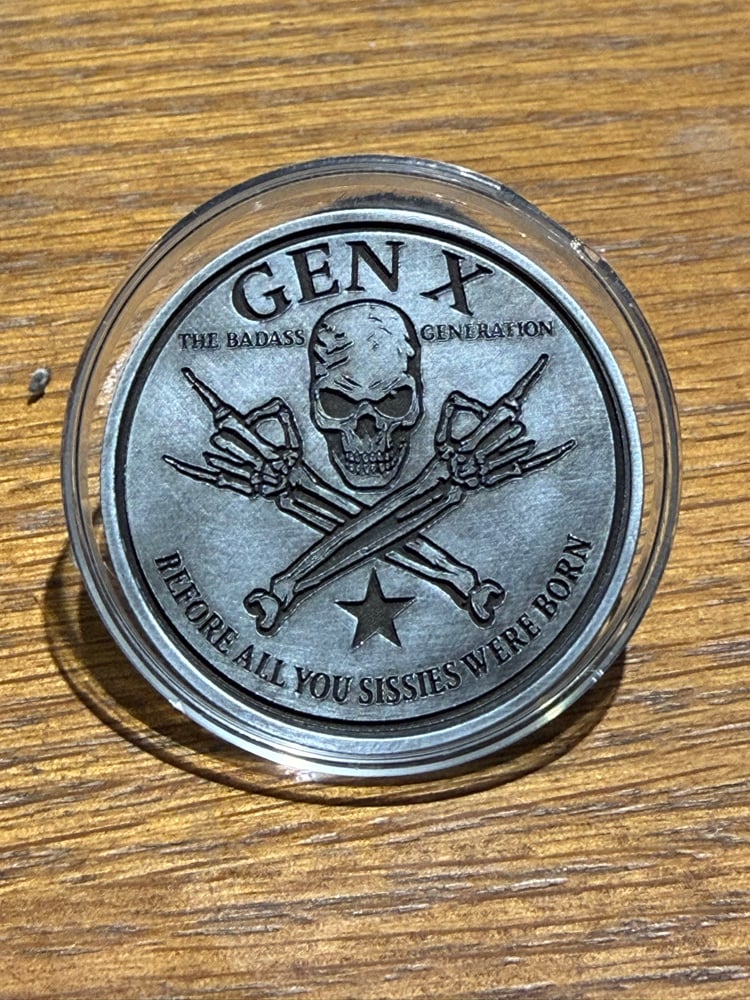 GEN X
THE BADASS GENERATION
BEFORE ALL YOU SISSIES WERE BORN